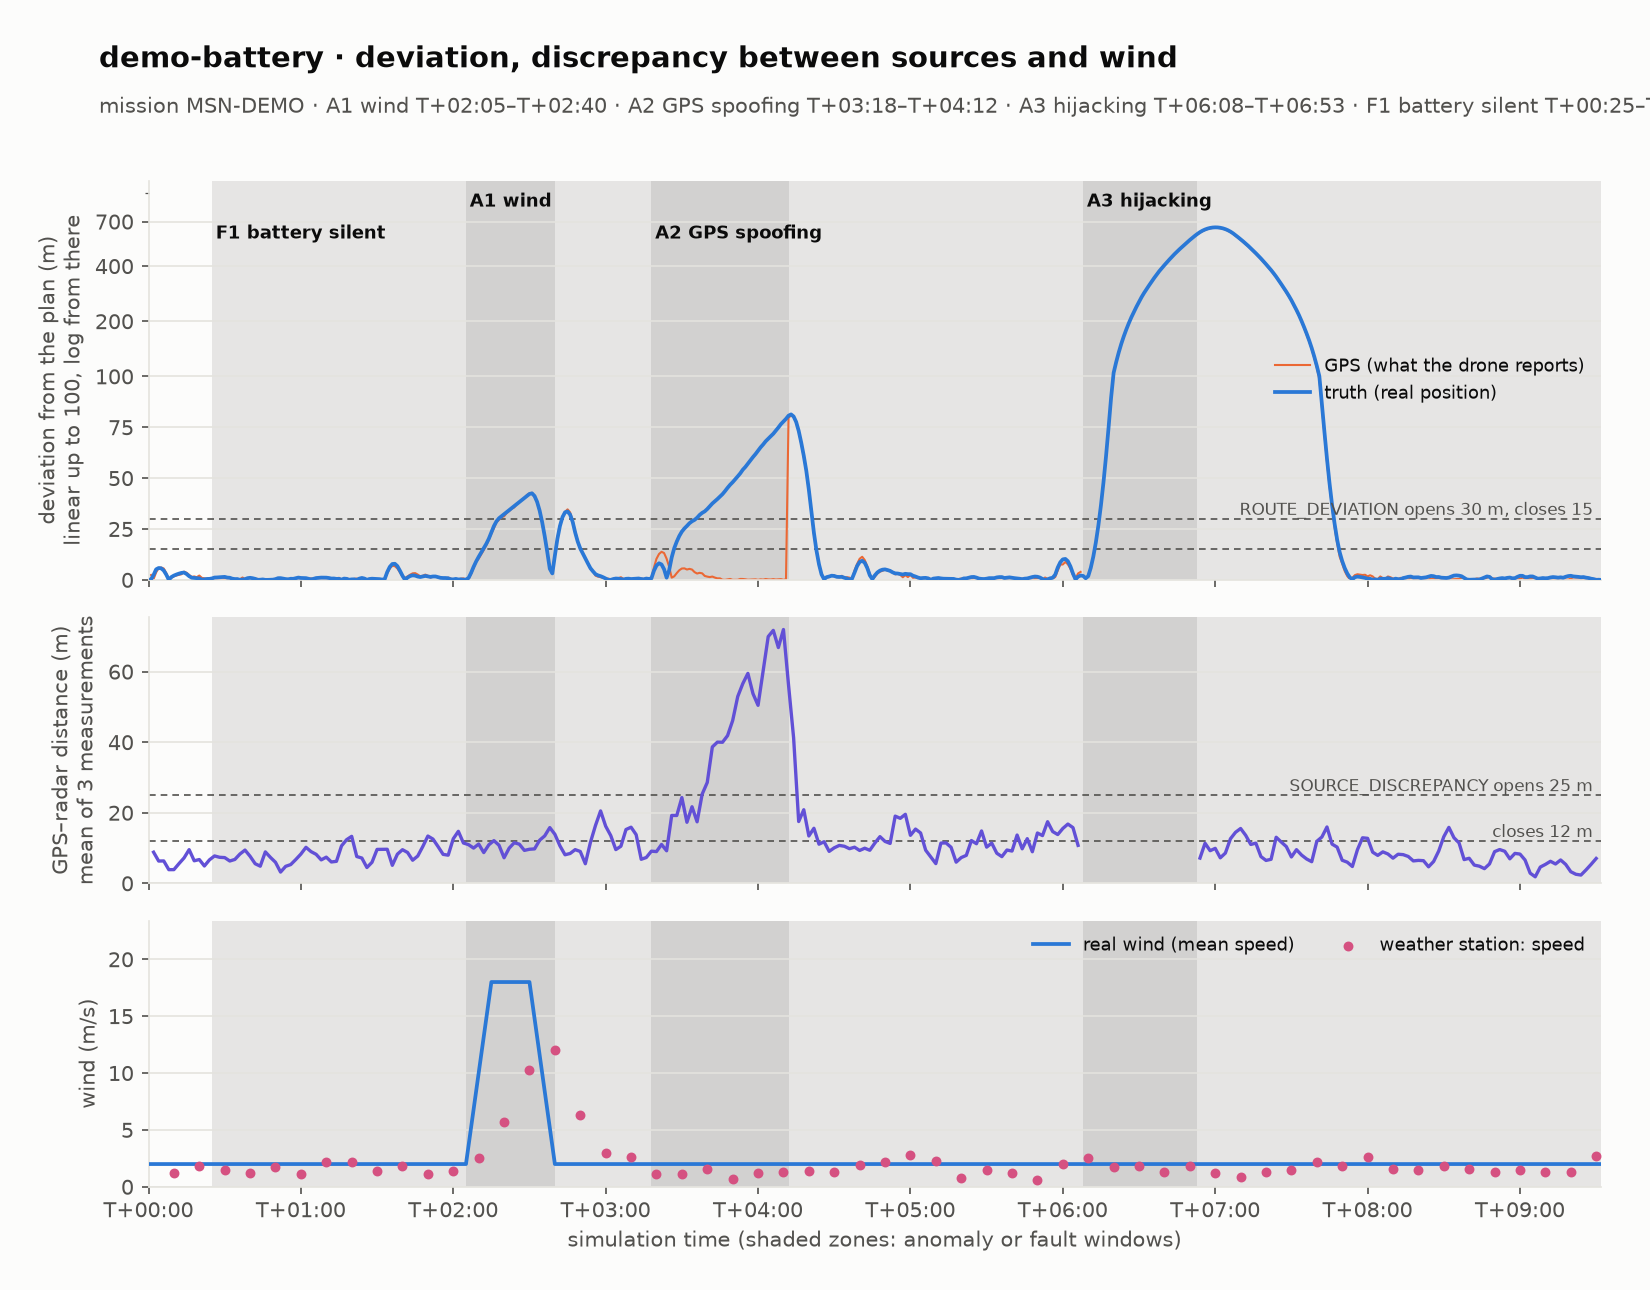 demo-battery · deviation, discrepancy between sources and wind
mission MSN-DEMO · A1 wind T+02:05–T+02:40 · A2 GPS spoofing T+03:18–T+04:12 · A3 hijacking T+06:08–T+06:53 · F1 battery silent T+00:25–
A1 wind
A3 hijacking
F1 battery silent
A2 GPS spoofing
deviation from the plan (m)
linear up to 100, log from there
700
400
200
100
75
50
25
0
GPS (what the drone reports)
truth (real position)
ROUTE_DEVIATION opens 30 m, closes 15
GPS–radar distance (m)
mean of 3 measurements
60
40
20
0
SOURCE_DISCREPANCY opens 25 m
closes 12 m
wind (m/s)
20
15
10
5
0
real wind (mean speed)
weather station: speed
T+00:00
T+01:00
T+02:00
T+03:00
T+04:00
T+05:00
T+06:00
T+07:00
T+08:00
T+09:00
simulation time (shaded zones: anomaly or fault windows)